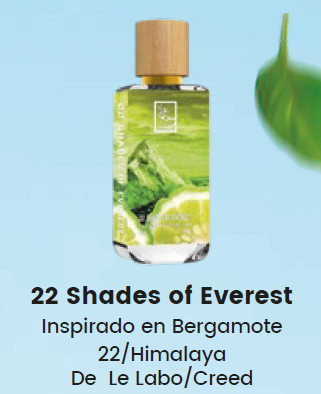 22 Shades of Everest
Inspirado en Bergamote
22/Himalaya
De Le Labo/Creed